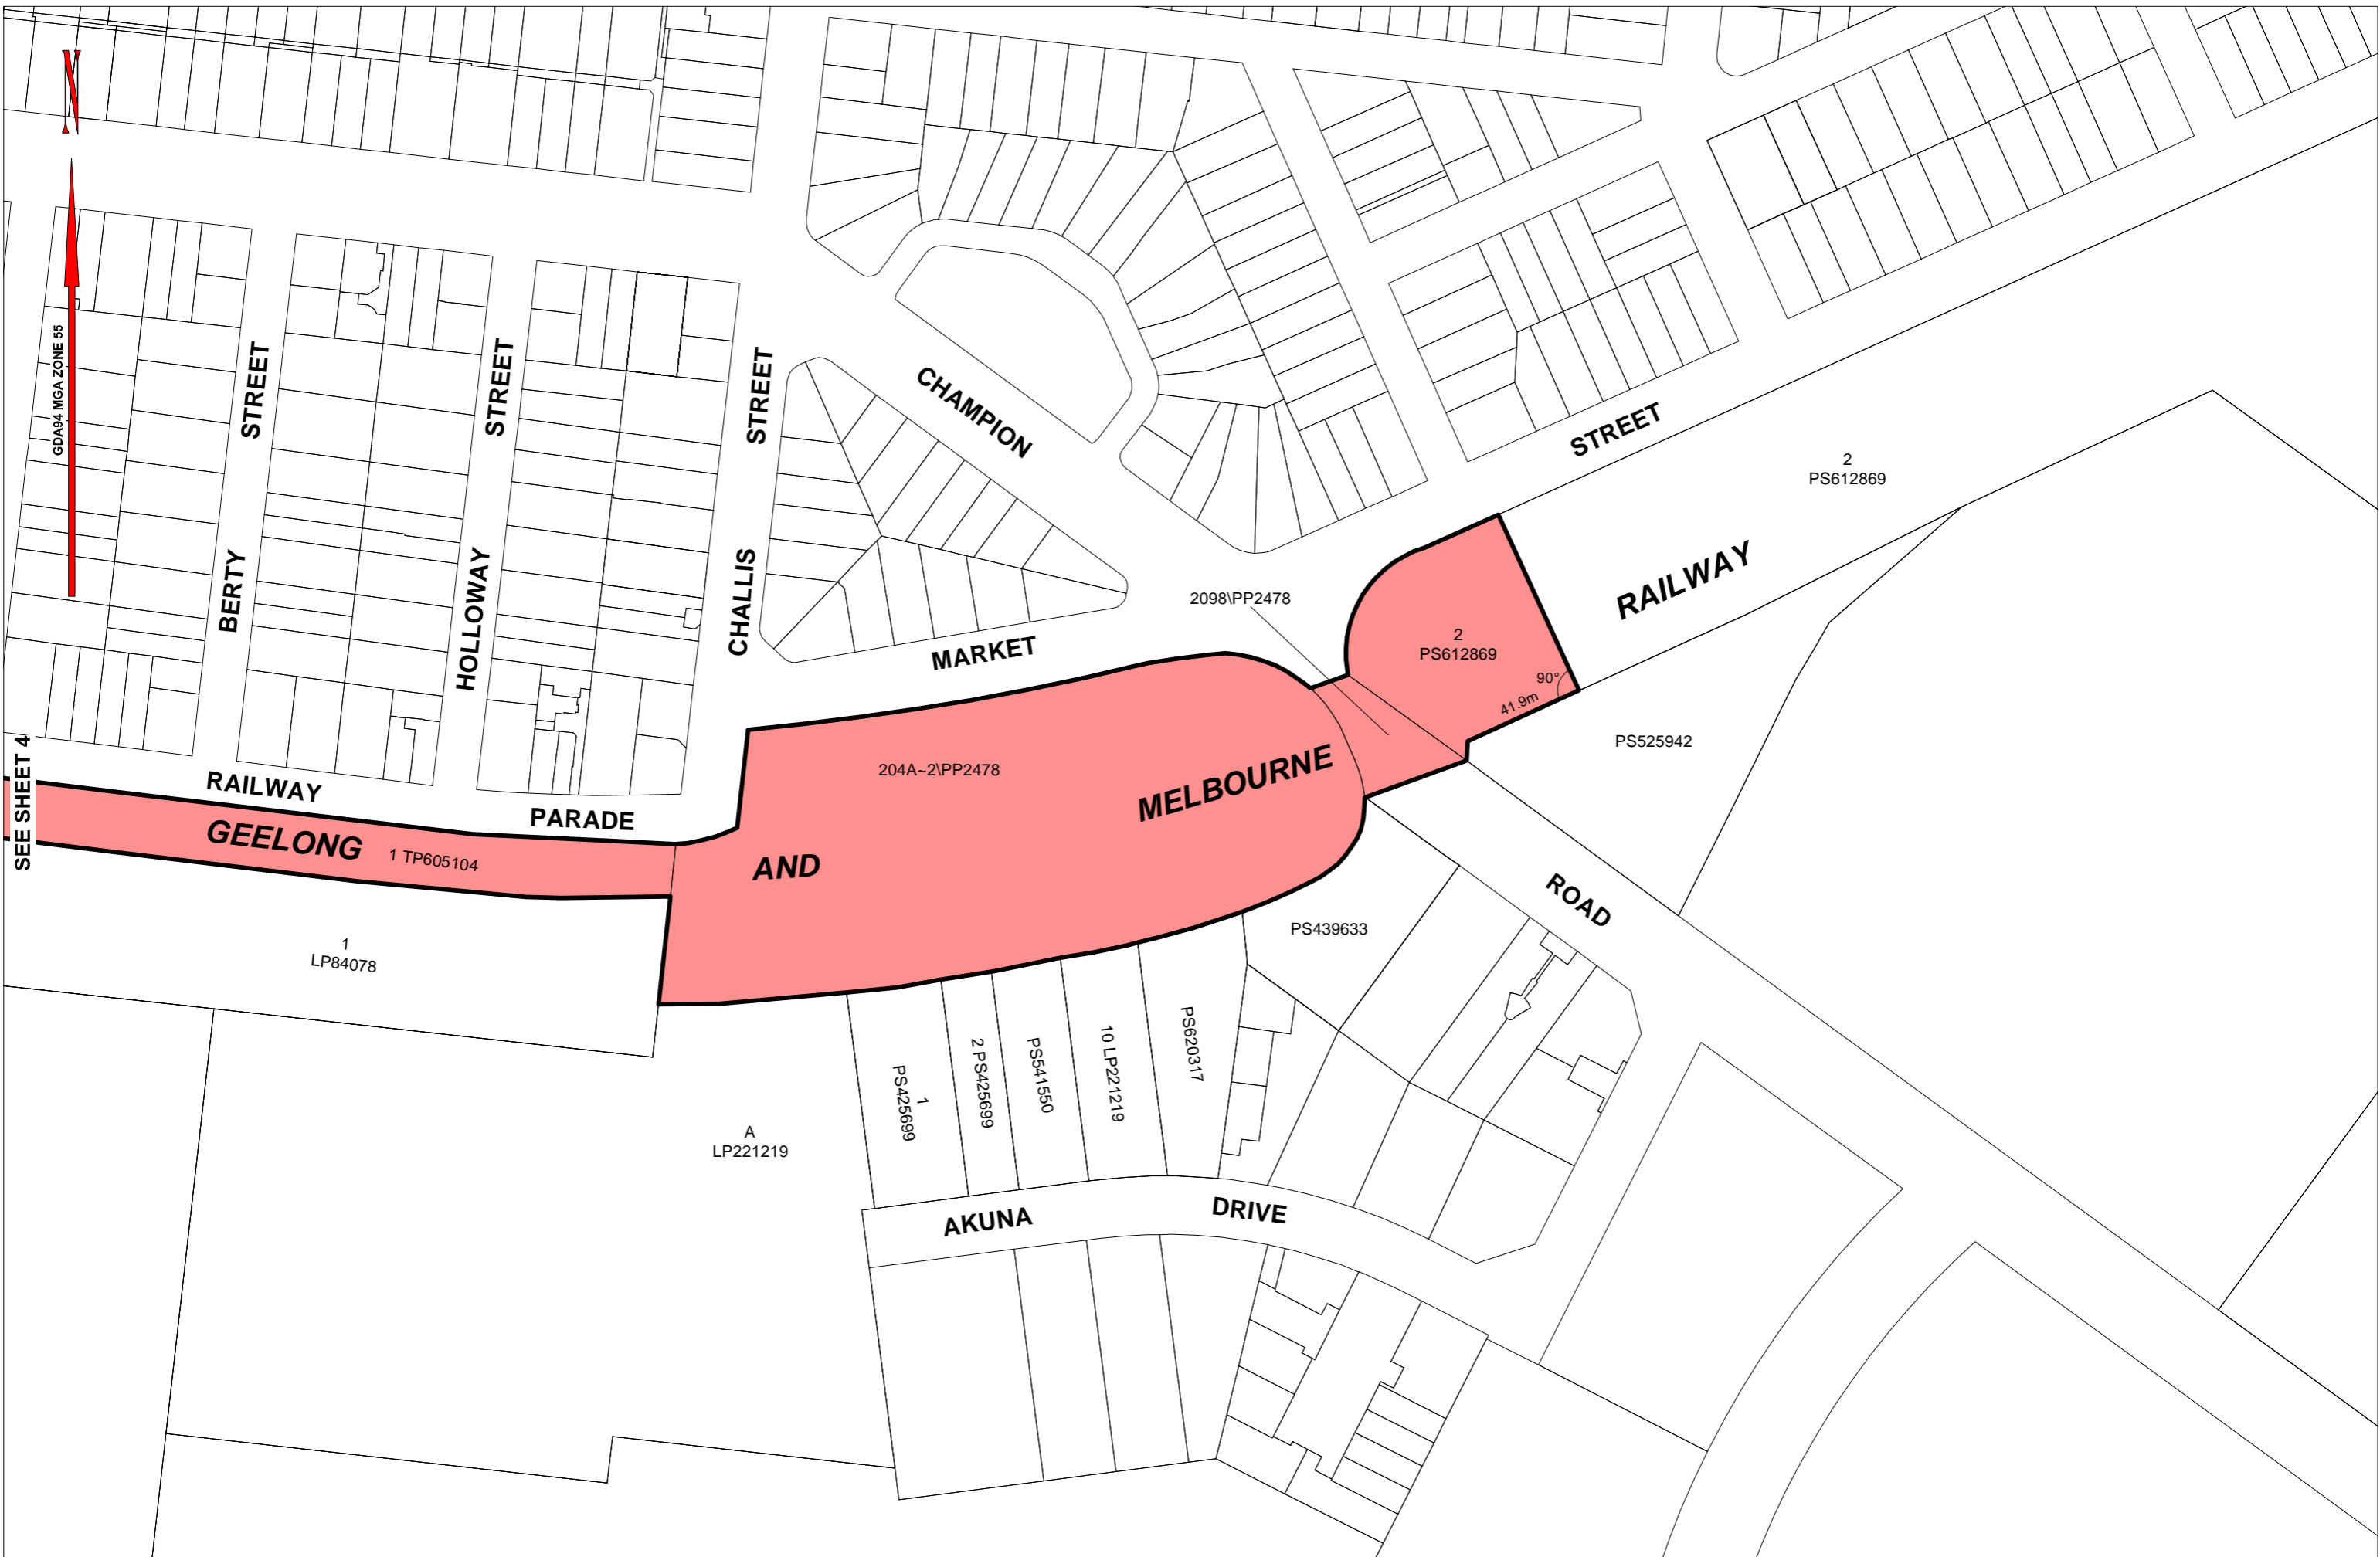 N
GDA94 MGA ZONE 55
BERTY
STREET
HOLLOWAY
STREET
CHALLIS
STREET
CHAMPION
MARKET
STREET
2
PS612869
RAILWAY
2098\PP2478
2
PS612869
90°
41.9m
PS525942
SEE SHEET 4
RAILWAY
PARADE
204A~2\PP2478
MELBOURNE
GEELONG
1 TP605104
AND
ROAD
1
LP84078
PS439633
A
LP221219
1
PS425699
2 PS425699
PS541550
10 LP221219
PS620317
AKUNA
DRIVE